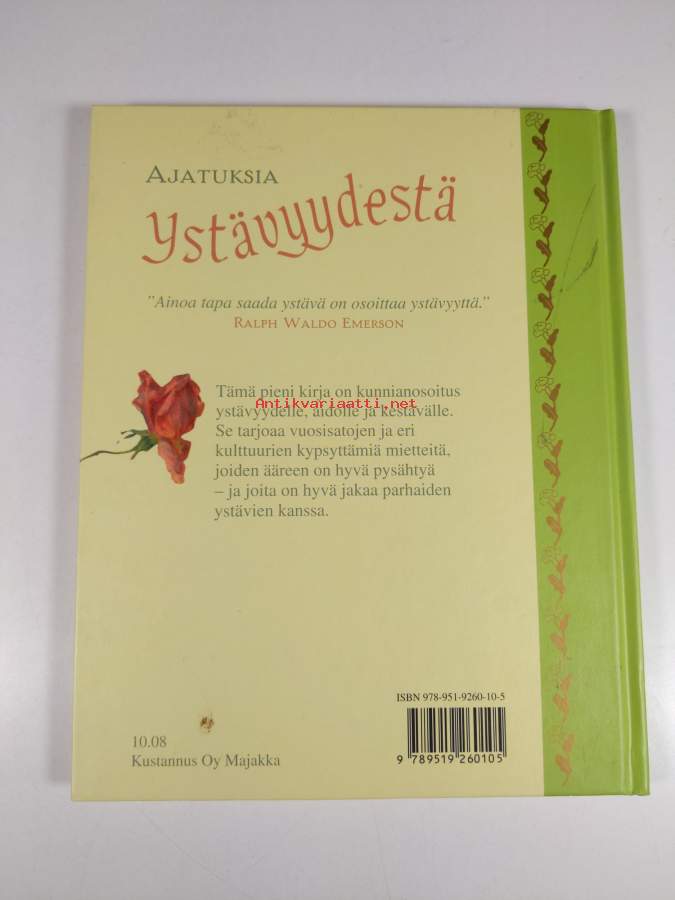 AJATUKSIA
Ystävyydestä
"Ainoa tapa saada ystävä on osoittaa ystävyyttä."
RALPH WALDO EMERSON
Tämä pieni kirja on kunnianosoitus
Antikvariaatti.net
ystävyydelle, aidolle ja kestävälle.
Se tarjoaa vuosisatojen ja eri
kulttuurien kypsyttämiä mietteitä,
joiden ääreen on hyvä pysähtyä
– ja joita on hyvä jakaa parhaiden
ystävien kanssa.
ISBN 978-951-9260-10-5
9 789519 260105
10.08
Kustannus Oy Majakka